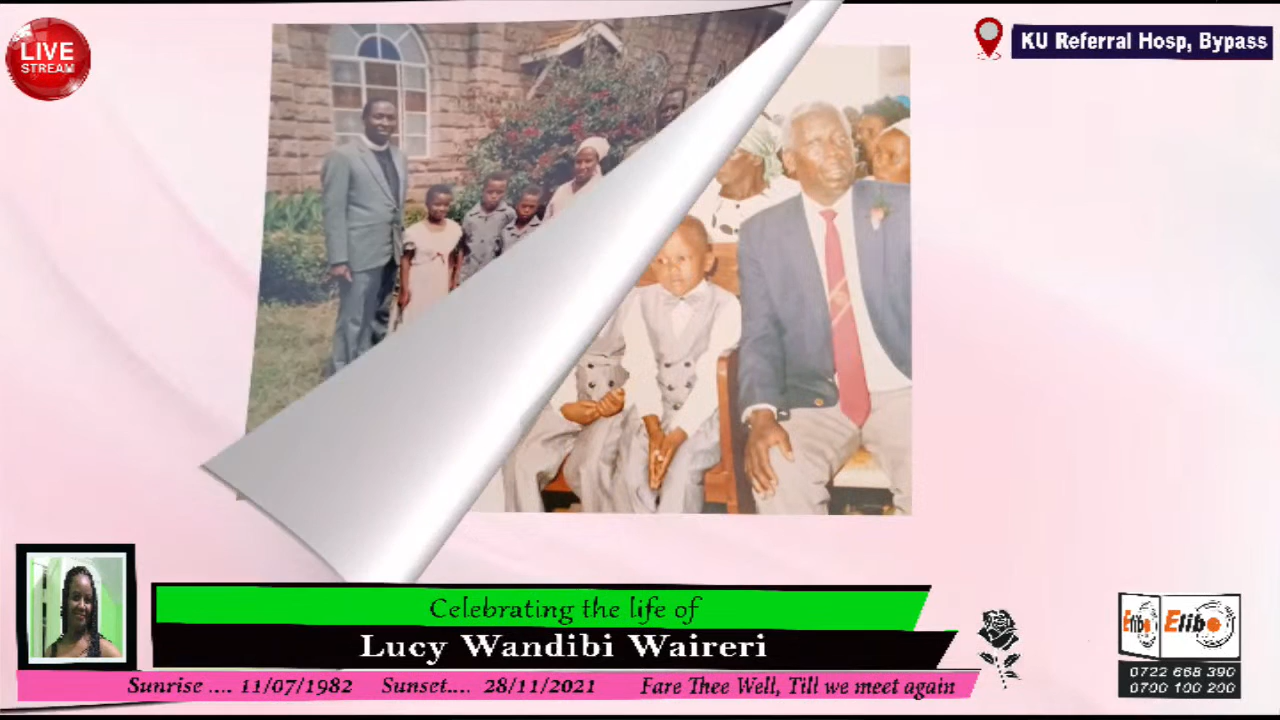 LIVE
STREAM
KU Referral Hosp, Bypass
Celebrating the life of
Lucy Wandibi Waireri
Sunrise .... 11/07/1982 Sunset.... 28/11/2021 Fare Thee Well, Till we meet again
Elibo Elibo
0722 668 390
0700 100 200